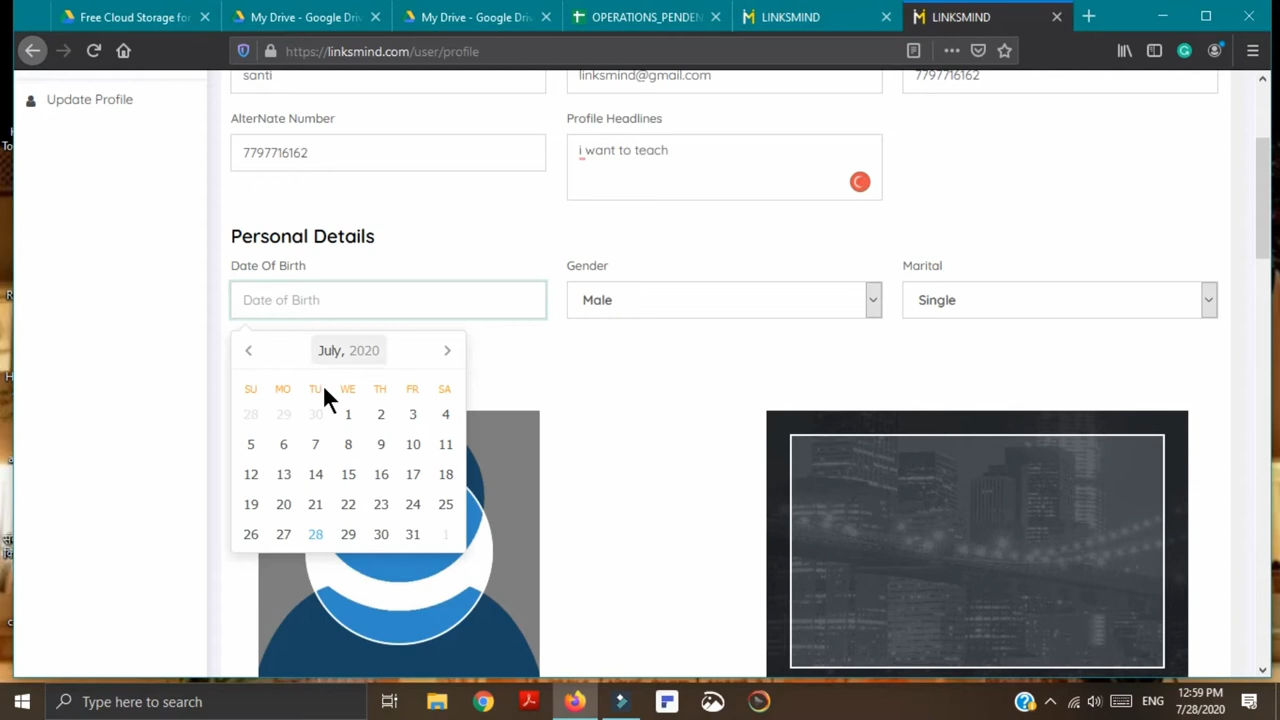 Free Cloud Storage for
My Drive - Google Driv
My Drive - Google Driv
OPERATIONS_PENDEN
LINKSMIND
LINKSMIND
https://linksmind.com/user/profile
Update Profile
santi
linksmind@gmail.com
7797716162
AlterNate Number
Profile Headlines
7797716162
i want to teach
Personal Details
Date Of Birth
Gender
Marital
Date of Birth
Male
Single
July, 2020
SU MO TU WE TH FR SA
28 29 30 1 2 3 4
5 6 7 8 9 10 11
12 13 14 15 16 17 18
19 20 21 22 23 24 25
26 27 28 29 30 31 1
Type here to search
ENG
12:59 PM
7/28/2020